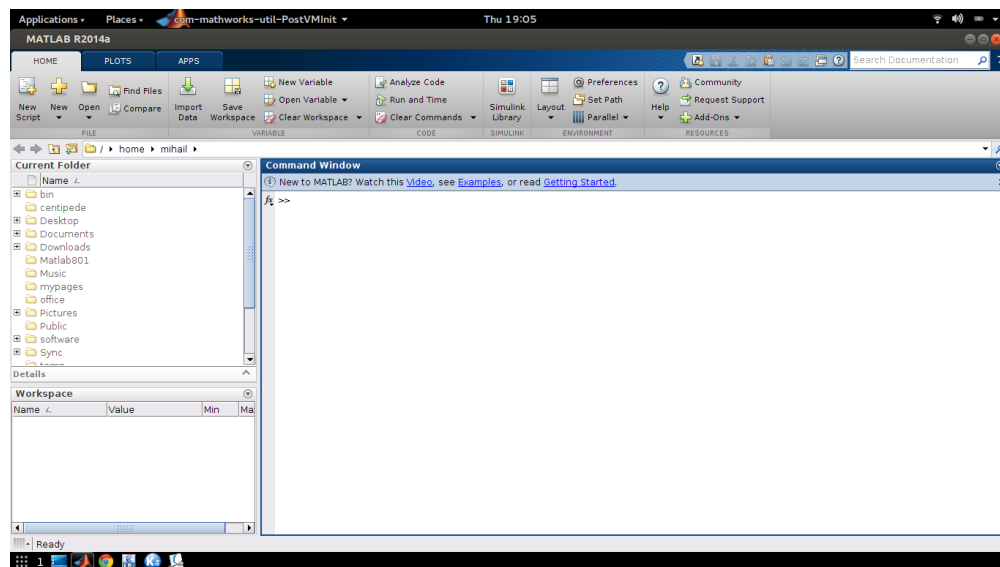 Applications Places com-mathworks-util-PostVMInit Thu 19:05
MATLAB R2014a
HOME PLOTS APPS Search Documentation
New Script New Open Find Files Compare Import Data Save Workspace New Variable Open Variable Clear Workspace Analyze Code Run and Time Clear Commands Simulink Library Layout Preferences Set Path Parallel Help Community Request Support Add-Ons
FILE VARIABLE CODE SIMULINK ENVIRONMENT RESOURCES
/ home mihail
Current Folder
Name
bin
centipede
Desktop
Documents
Downloads
Matlab801
Music
mypages
office
Pictures
Public
software
Sync
Details
Workspace
Name Value Min Ma
Command Window
New to MATLAB? Watch this Video, see Examples, or read Getting Started.
fx >>
Ready
1